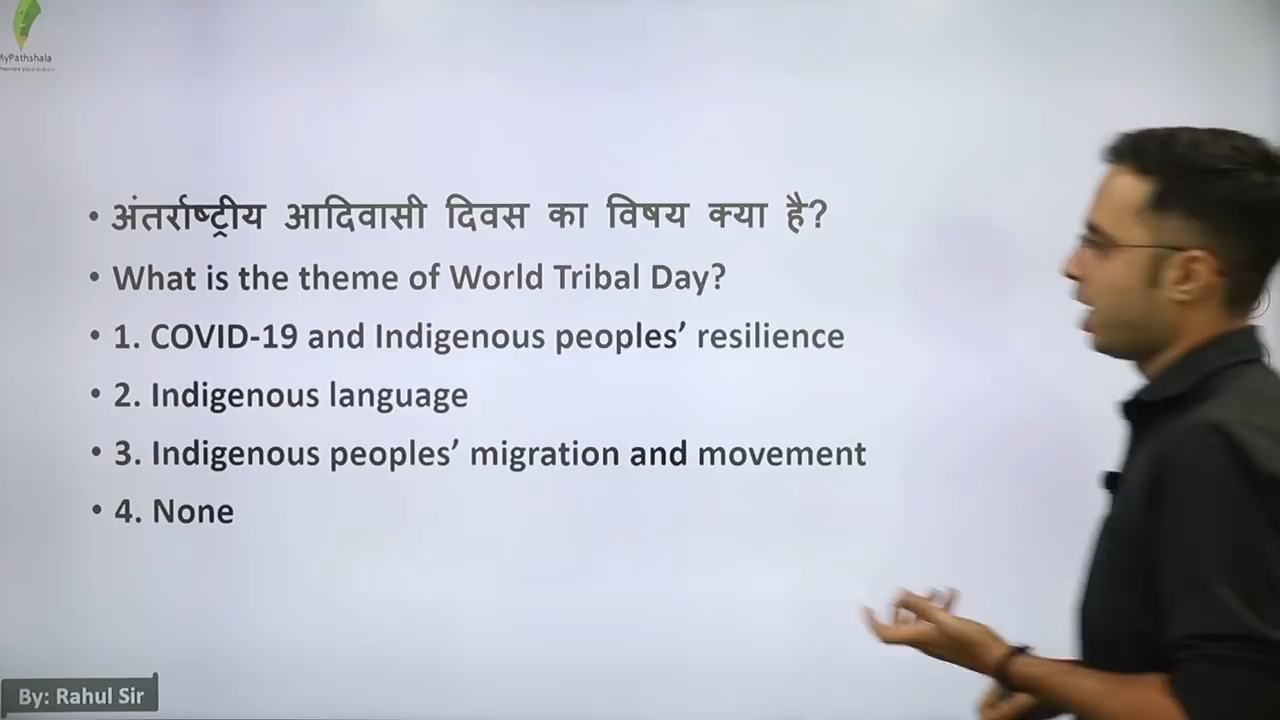 MyPathshala
• अंतर्राष्ट्रीय आदिवासी दिवस का विषय क्या है?
• What is the theme of World Tribal Day?
• 1. COVID-19 and Indigenous peoples’ resilience
• 2. Indigenous language
• 3. Indigenous peoples’ migration and movement
• 4. None
By: Rahul Sir